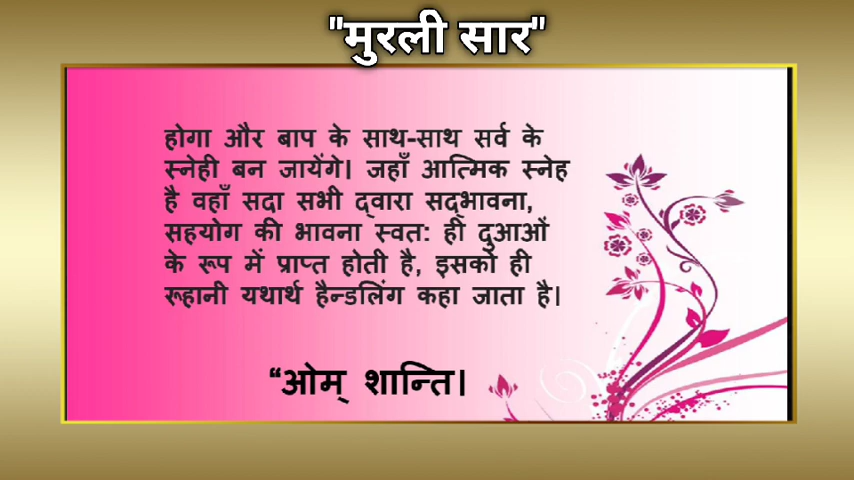 "मुरली सार"
होगा और बाप के साथ-साथ सर्व के
स्नेही बन जायेंगे। जहाँ आत्मिक स्नेह
है वहाँ सदा सभी द्वारा सद्भावना,
सहयोग की भावना स्वत: ही दुआओं
के रूप में प्राप्त होती है, इसको ही
रूहानी यथार्थ हैन्डलिंग कहा जाता है।
“ओम् शान्ति।